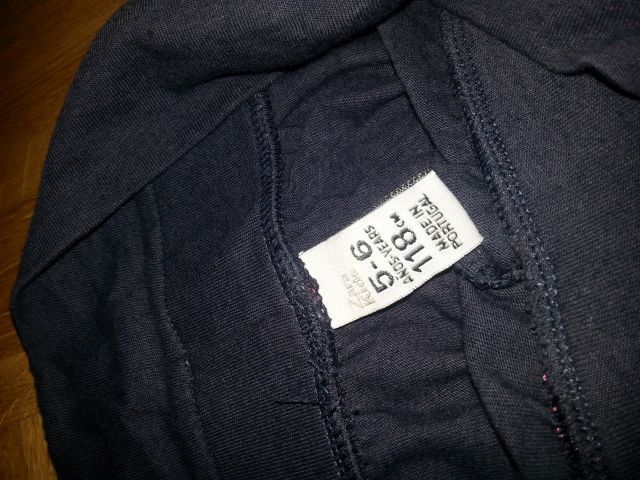 Zara
Kids
5-6
AÑOS-YEARS
118 CM
MADE IN
PORTUGAL